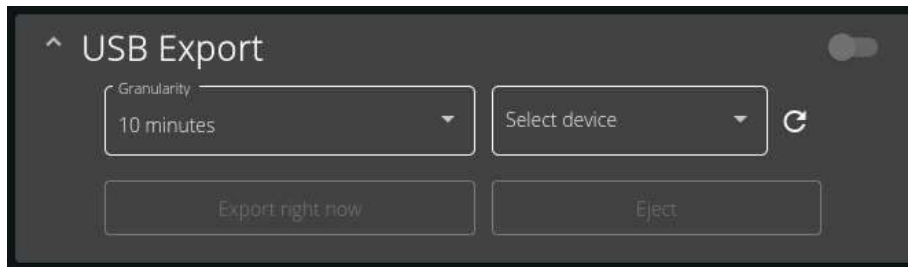 USB Export
Granularity
10 minutes
Select device
Export right now
Eject